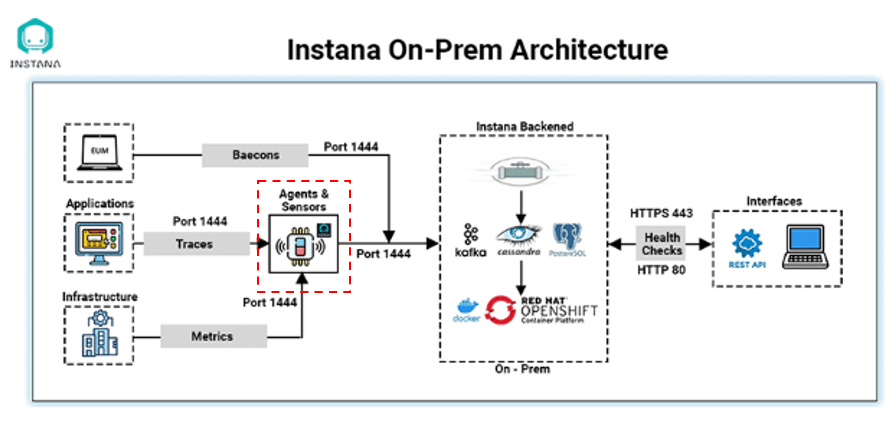 INSTANA
Instana On-Prem Architecture
EUM
Baecons
Port 1444
Applications
Port 1444
Traces
Agents &
Sensors
Port 1444
Infrastructure
Port 1444
Metrics
Instana Backened
kafka
cassandra
PostgreSQL
docker
RED HAT
OPENSHIFT
Container Platform
On - Prem
HTTPS 443
Health
Checks
HTTP 80
Interfaces
REST API